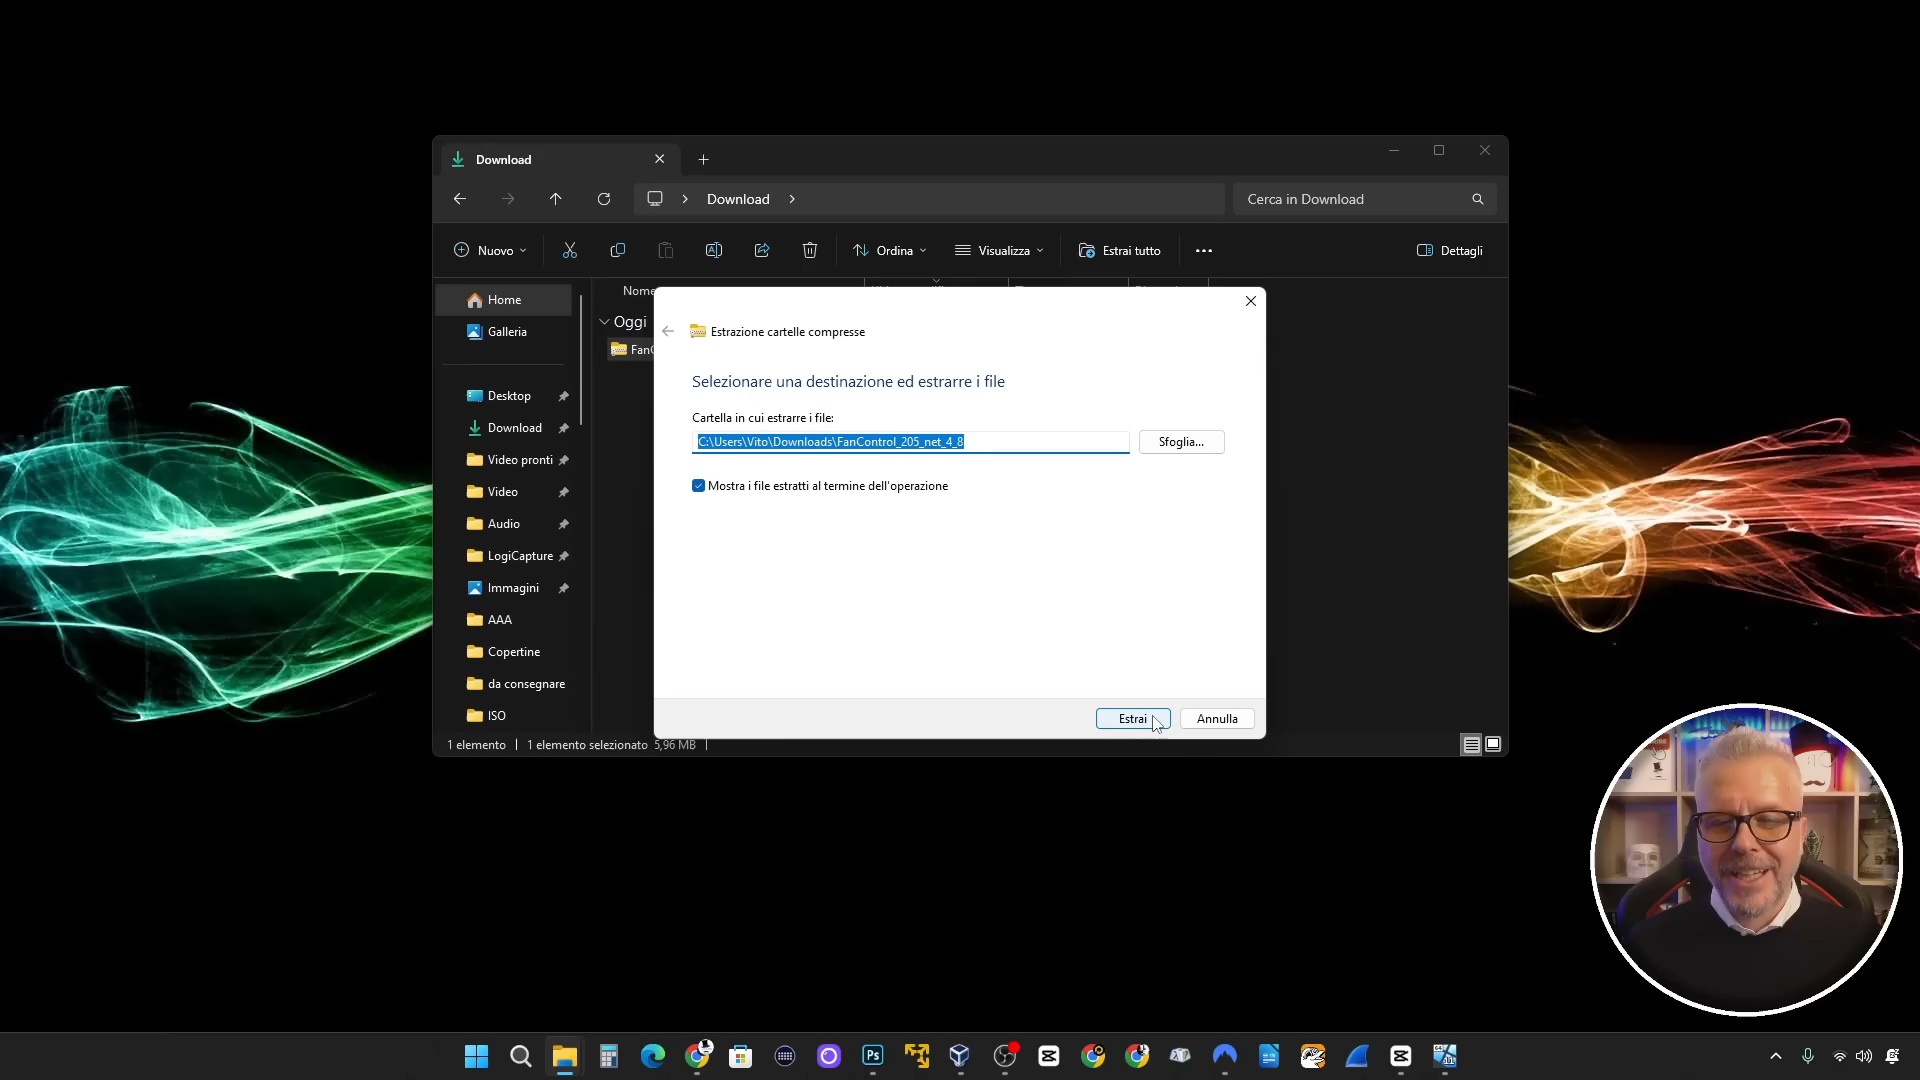 Download
Download
Cerca in Download
Nuovo
Ordina
Visualizza
Estrai tutto
Dettagli
Home
Galleria
Desktop
Download
Video pronti
Video
Audio
LogiCapture
Immagini
AAA
Copertine
da consegnare
ISO
Nome
Oggi
FanC
Estrazione cartelle compresse
Selezionare una destinazione ed estrarre i file
Cartella in cui estrarre i file:
C:\Users\Vito\Downloads\FanControl_205_net_4_8
Sfoglia...
Mostra i file estratti al termine dell'operazione
Estrai
Annulla
1 elemento
1 elemento selezionato 5,96 MB
Ps